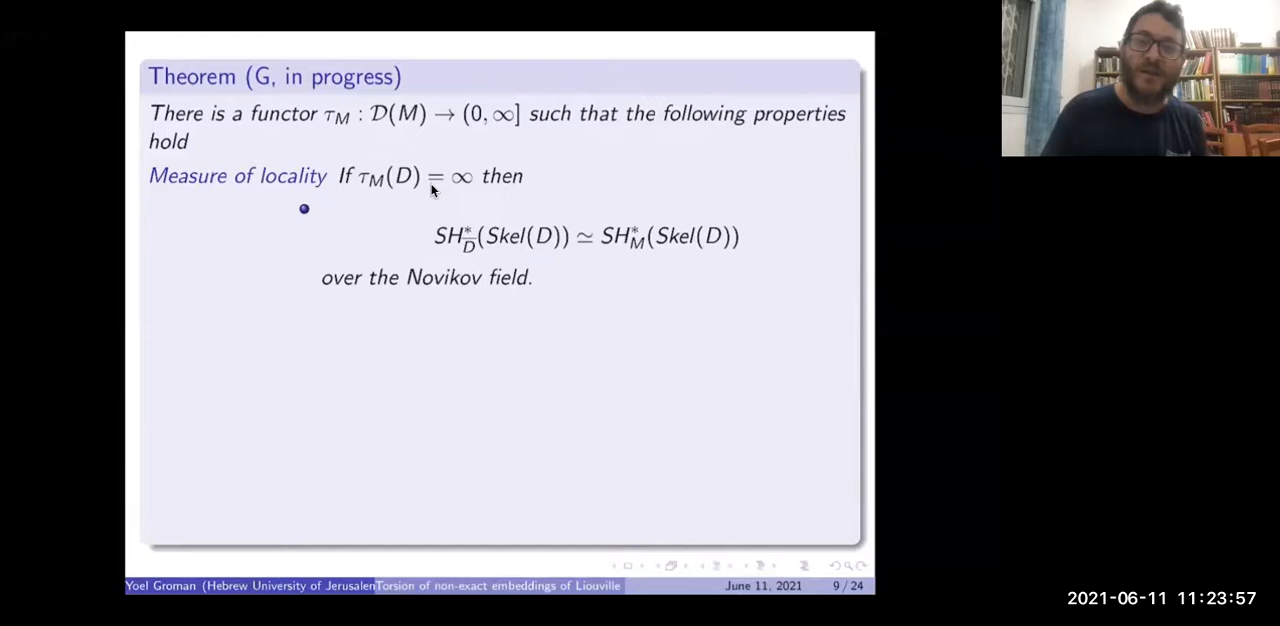 Theorem (G, in progress)
There is a functor τ_M : 𝒟(M) → (0, ∞] such that the following properties
hold
Measure of locality If τ_M(D) = ∞ then
SH*_D̅(Skel(D)) ≃ SH*_M(Skel(D))
over the Novikov field.
Yoel Groman (Hebrew University of Jerusalen Torsion of non-exact embeddings of Liouville June 11, 2021 9 / 24
2021-06-11 11:23:57